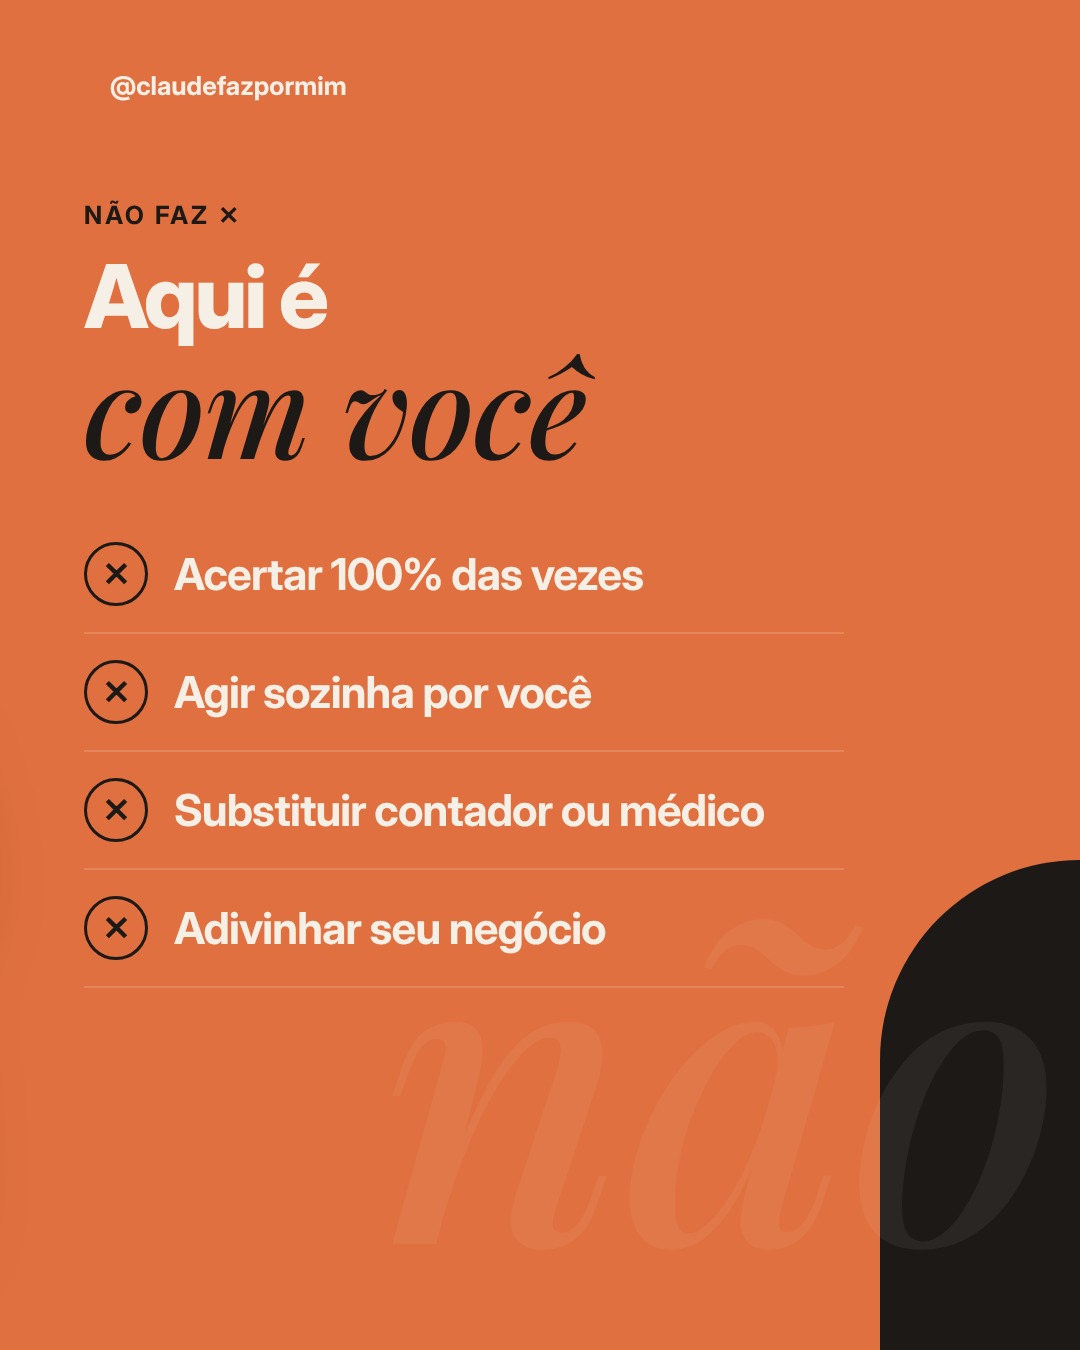 @claudefazpormim
NÃO FAZ ✕
Aqui é
com você
✕ Acertar 100% das vezes
✕ Agir sozinha por você
✕ Substituir contador ou médico
✕ Adivinhar seu negócio
não